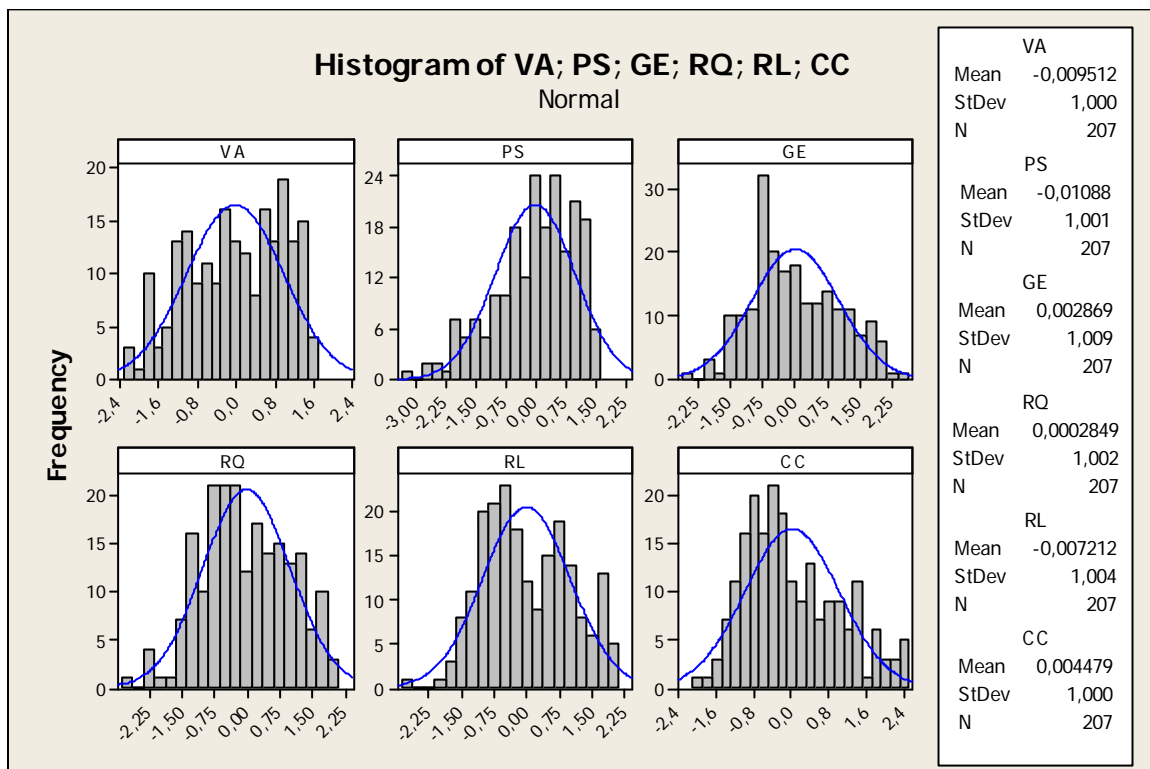 Histogram of VA; PS; GE; RQ; RL; CC
Normal
Frequency
VA
20
15
10
5
0
-2,4
-1,6
-0,8
0,0
0,8
1,6
2,4
PS
24
18
12
6
0
-3,00
-2,25
-1,50
-0,75
0,00
0,75
1,50
2,25
GE
30
20
10
0
-2,25
-1,50
-0,75
0,00
0,75
1,50
2,25
RQ
20
15
10
5
0
-2,25
-1,50
-0,75
0,00
0,75
1,50
2,25
RL
20
15
10
5
0
-2,25
-1,50
-0,75
0,00
0,75
1,50
2,25
CC
20
15
10
5
0
-2,4
-1,6
-0,8
0,0
0,8
1,6
2,4
VA
Mean -0,009512
StDev 1,000
N 207
PS
Mean -0,01088
StDev 1,001
N 207
GE
Mean 0,002869
StDev 1,009
N 207
RQ
Mean 0,0002849
StDev 1,002
N 207
RL
Mean -0,007212
StDev 1,004
N 207
CC
Mean 0,004479
StDev 1,000
N 207